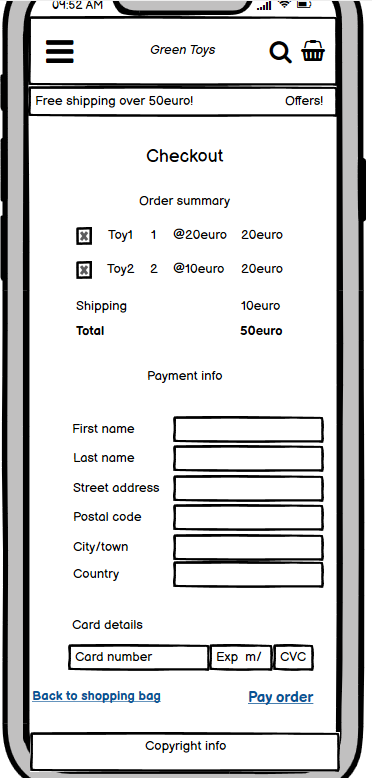 04:52 AM
Green Toys
Free shipping over 50euro! Offers!
Checkout
Order summary
Toy1 1 @20euro 20euro
Toy2 2 @10euro 20euro
Shipping 10euro
Total 50euro
Payment info
First name
Last name
Street address
Postal code
City/town
Country
Card details
Card number Exp m/ CVC
Back to shopping bag Pay order
Copyright info